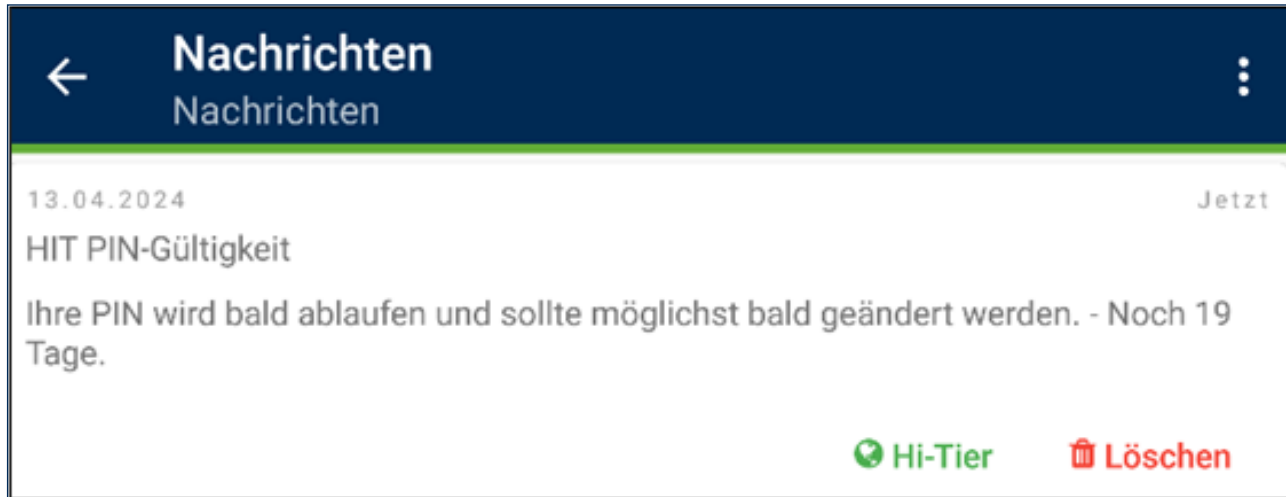 Nachrichten
Nachrichten
13.04.2024 Jetzt
HIT PIN-Gültigkeit
Ihre PIN wird bald ablaufen und sollte möglichst bald geändert werden. - Noch 19
Tage.
Hi-Tier Löschen